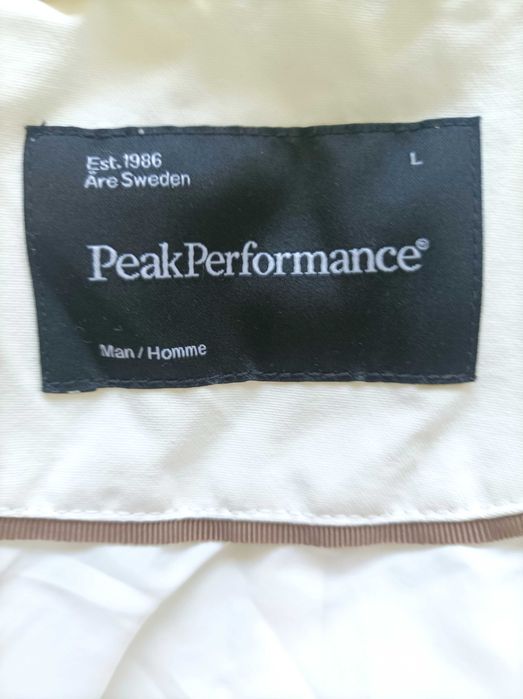 Est.1986
L
Åre Sweden
PeakPerformance®
Man / Homme